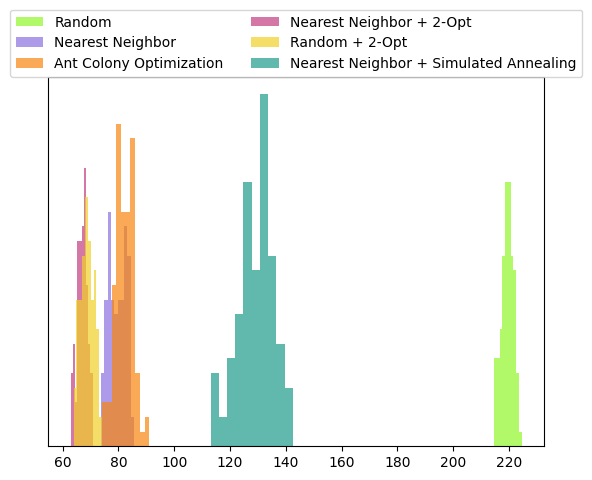 Random
Nearest Neighbor
Ant Colony Optimization
Nearest Neighbor + 2-Opt
Random + 2-Opt
Nearest Neighbor + Simulated Annealing
60 80 100 120 140 160 180 200 220